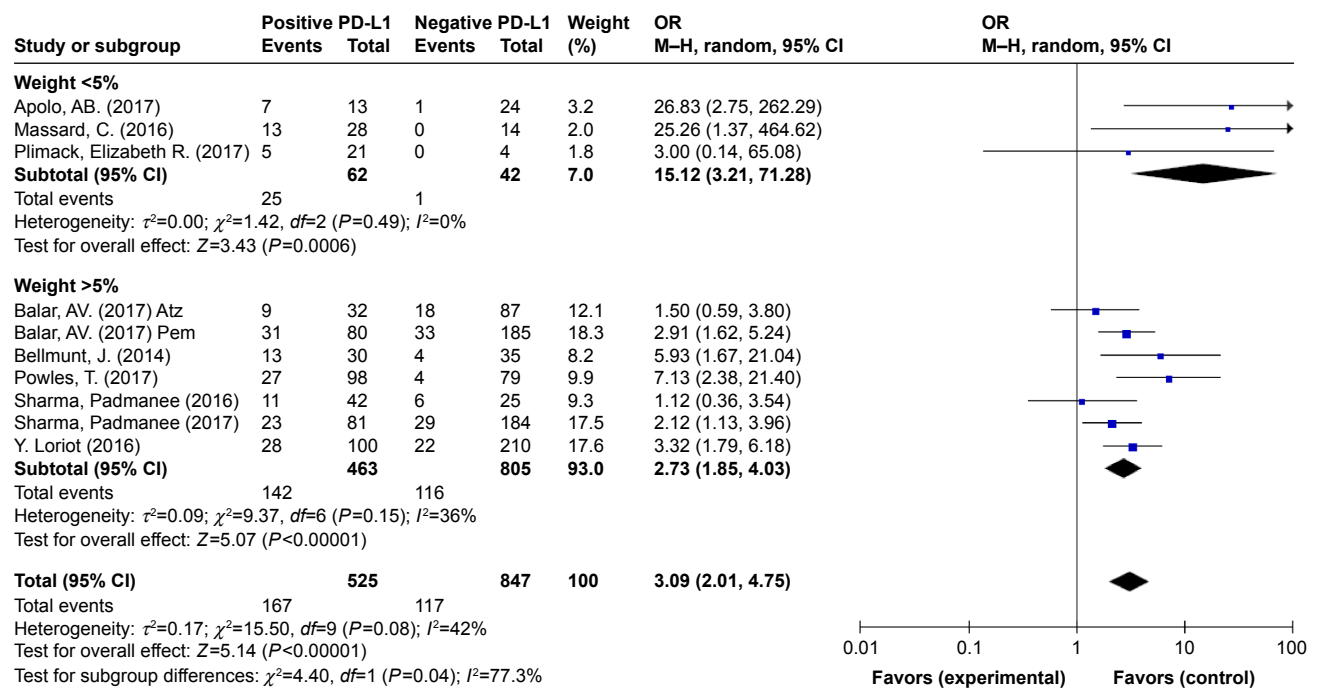 Positive PD-L1 Negative PD-L1 Weight OR OR
Study or subgroup Events Total Events Total (%) M–H, random, 95% CI M–H, random, 95% CI
Weight <5%
Apolo, AB. (2017) 7 13 1 24 3.2 26.83 (2.75, 262.29)
Massard, C. (2016) 13 28 0 14 2.0 25.26 (1.37, 464.62)
Plimack, Elizabeth R. (2017) 5 21 0 4 1.8 3.00 (0.14, 65.08)
Subtotal (95% CI) 62 42 7.0 15.12 (3.21, 71.28)
Total events 25 1
Heterogeneity: τ²=0.00; χ²=1.42, df=2 (P=0.49); I²=0%
Test for overall effect: Z=3.43 (P=0.0006)
Weight >5%
Balar, AV. (2017) Atz 9 32 18 87 12.1 1.50 (0.59, 3.80)
Balar, AV. (2017) Pem 31 80 33 185 18.3 2.91 (1.62, 5.24)
Bellmunt, J. (2014) 13 30 4 35 8.2 5.93 (1.67, 21.04)
Powles, T. (2017) 27 98 4 79 9.9 7.13 (2.38, 21.40)
Sharma, Padmanee (2016) 11 42 6 25 9.3 1.12 (0.36, 3.54)
Sharma, Padmanee (2017) 23 81 29 184 17.5 2.12 (1.13, 3.96)
Y. Loriot (2016) 28 100 22 210 17.6 3.32 (1.79, 6.18)
Subtotal (95% CI) 463 805 93.0 2.73 (1.85, 4.03)
Total events 142 116
Heterogeneity: τ²=0.09; χ²=9.37, df=6 (P=0.15); I²=36%
Test for overall effect: Z=5.07 (P<0.00001)
Total (95% CI) 525 847 100 3.09 (2.01, 4.75)
Total events 167 117
Heterogeneity: τ²=0.17; χ²=15.50, df=9 (P=0.08); I²=42%
Test for overall effect: Z=5.14 (P<0.00001)
Test for subgroup differences: χ²=4.40, df=1 (P=0.04); I²=77.3%
0.01 0.1 1 10 100
Favors (experimental) Favors (control)